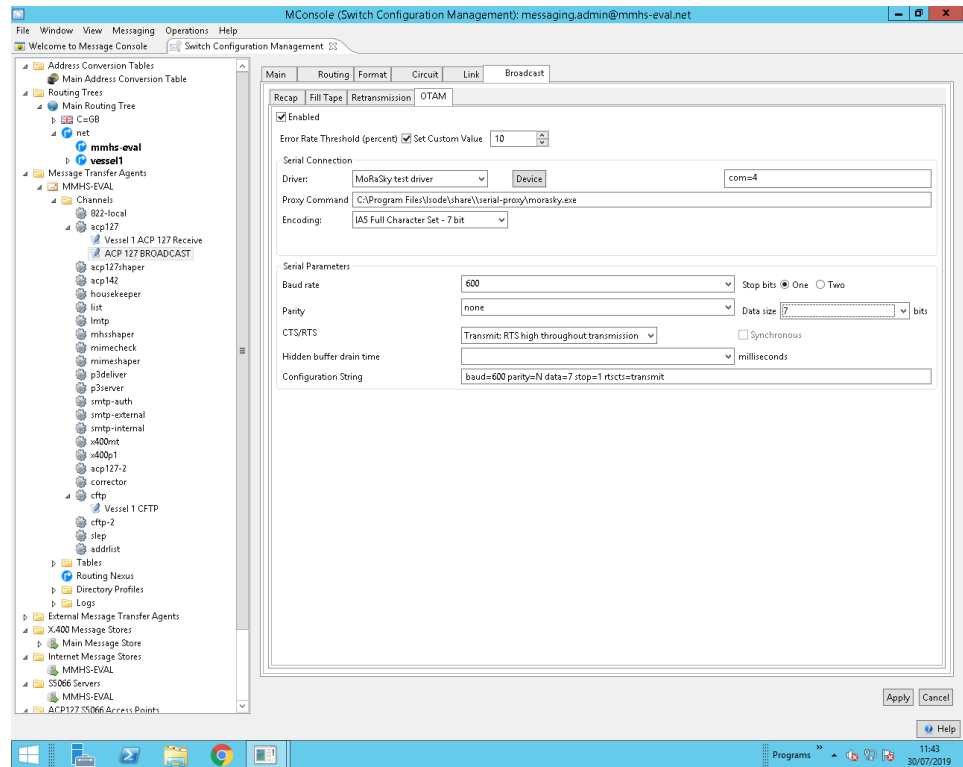 MConsole (Switch Configuration Management): messaging.admin@mmhs-eval.net
File Window View Messaging Operations Help
Welcome to Message Console
Switch Configuration Management
Address Conversion Tables
Main Address Conversion Table
Routing Trees
Main Routing Tree
C=GB
net
mmhs-eval
vessel1
Message Transfer Agents
MMHS-EVAL
Channels
822-local
acp127
Vessel 1 ACP 127 Receive
ACP 127 BROADCAST
acp127shaper
acp142
housekeeper
list
lmtp
mhsshaper
mimecheck
mimeshaper
p3deliver
p3server
smtp-auth
smtp-external
smtp-internal
x400mt
x400p1
acp127-2
corrector
cftp
Vessel 1 CFTP
cftp-2
slep
addrlist
Tables
Routing Nexus
Directory Profiles
Logs
External Message Transfer Agents
X.400 Message Stores
Main Message Store
Internet Message Stores
MMHS-EVAL
S5066 Servers
MMHS-EVAL
ACP127 S5066 Access Points
Main Routing Format Circuit Link Broadcast
Recap Fill Tape Retransmission OTAM
Enabled
Error Rate Threshold (percent) Set Custom Value 10
Serial Connection
Driver: MoRaSky test driver Device com=4
Proxy Command C:\Program Files\Isode\share\\serial-proxy\morasky.exe
Encoding: IA5 Full Character Set - 7 bit
Serial Parameters
Baud rate 600 Stop bits One Two
Parity none Data size 7 bits
CTS/RTS Transmit: RTS high throughout transmission Synchronous
Hidden buffer drain time milliseconds
Configuration String baud=600 parity=N data=7 stop=1 rtscts=transmit
Apply Cancel
Help
Programs
11:43
30/07/2019